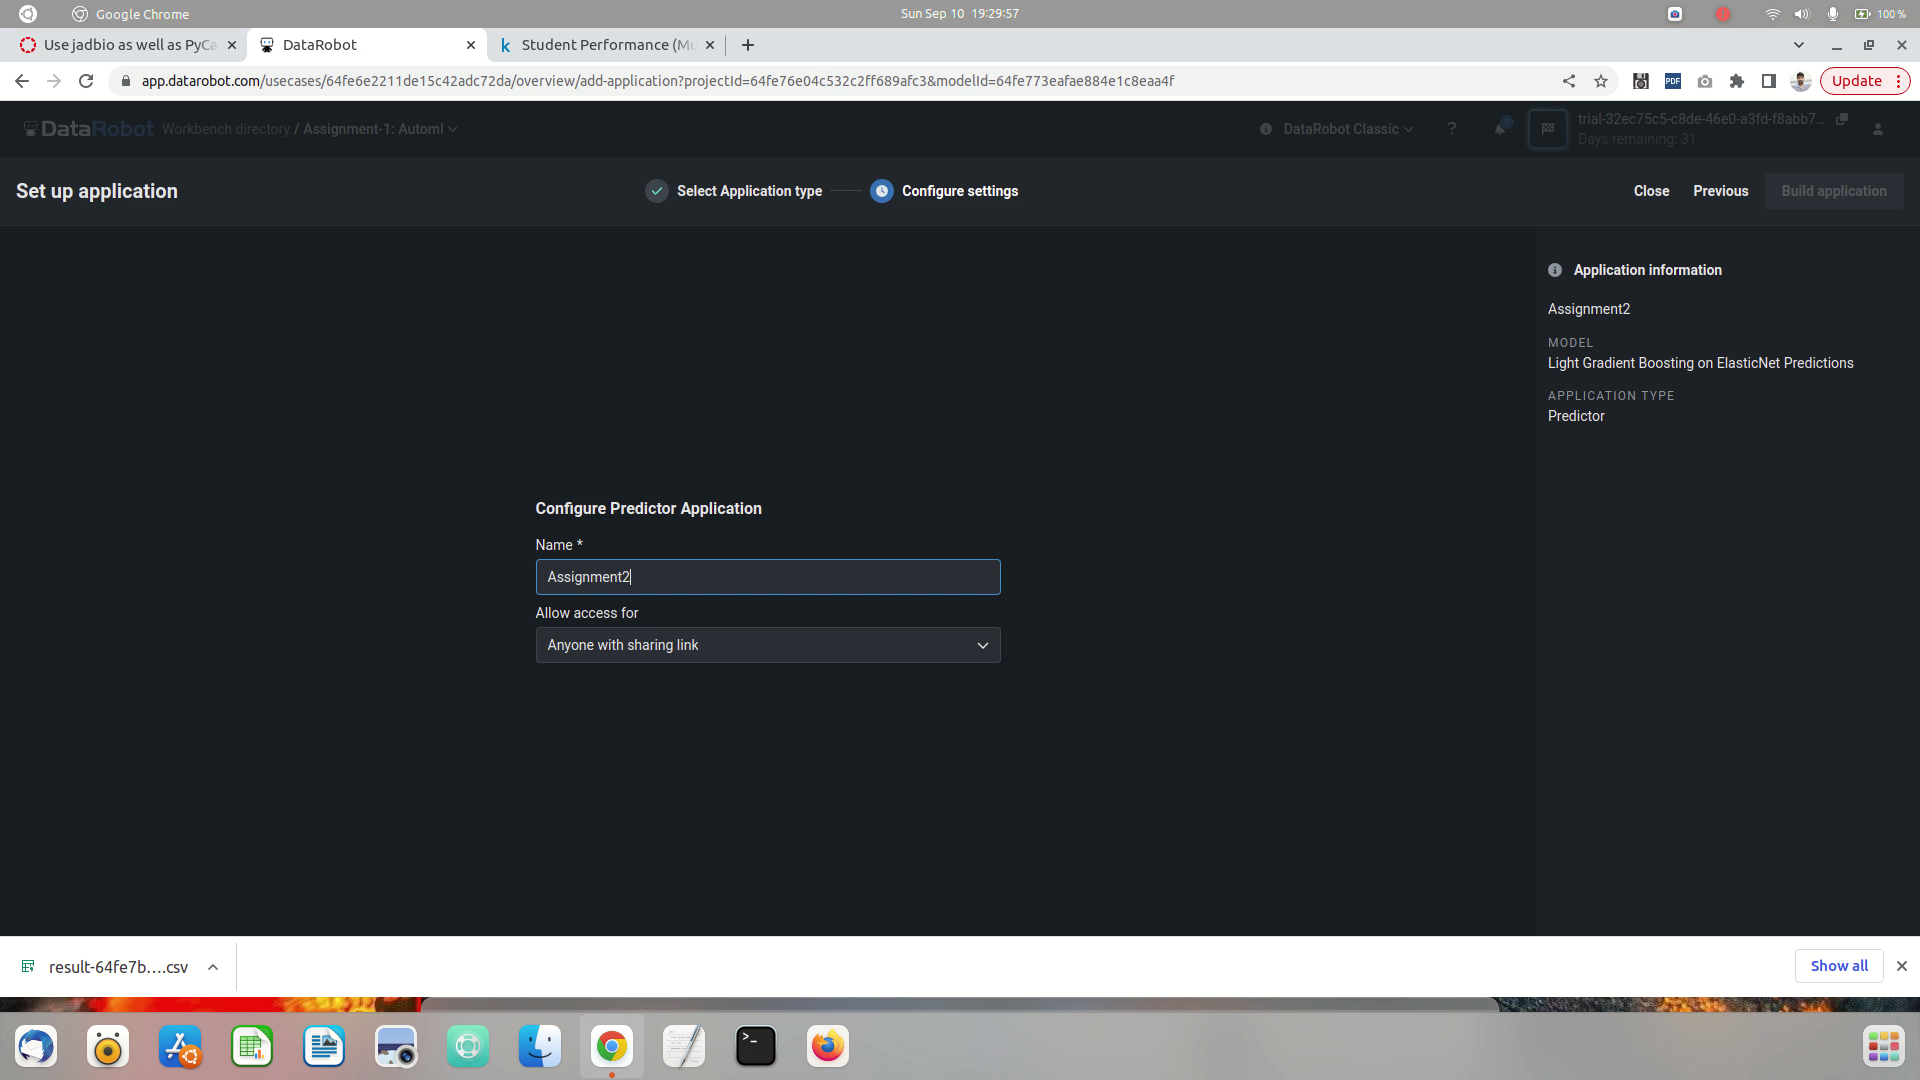 Google Chrome
Sun Sep 10 19:29:57
100 %
Use jadbio as well as PyCa
DataRobot
Student Performance (Mu
app.datarobot.com/usecases/64fe6e2211de15c42adc72da/overview/add-application?projectId=64fe76e04c532c2ff689afc3&modelId=64fe773eafae884e1c8eaa4f
PDF
Update
DataRobot
Workbench directory / Assignment-1: Automl
DataRobot Classic
?
trial-32ec75c5-c8de-46e0-a3fd-f8abb7...
Days remaining: 31
Set up application
Select Application type
Configure settings
Close
Previous
Build application
Application information
Assignment2
MODEL
Light Gradient Boosting on ElasticNet Predictions
APPLICATION TYPE
Predictor
Configure Predictor Application
Name *
Assignment2
Allow access for
Anyone with sharing link
result-64fe7b....csv
Show all